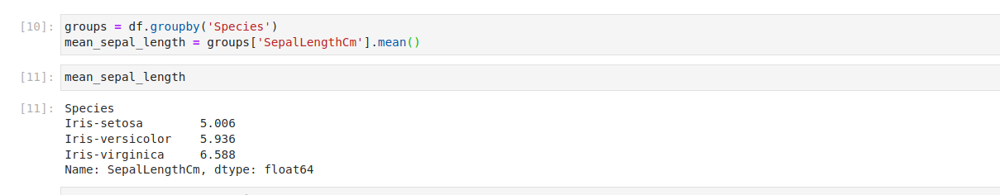 [10]: groups = df.groupby('Species')
mean_sepal_length = groups['SepalLengthCm'].mean()
[11]: mean_sepal_length
[11]: Species
Iris-setosa        5.006
Iris-versicolor    5.936
Iris-virginica     6.588
Name: SepalLengthCm, dtype: float64